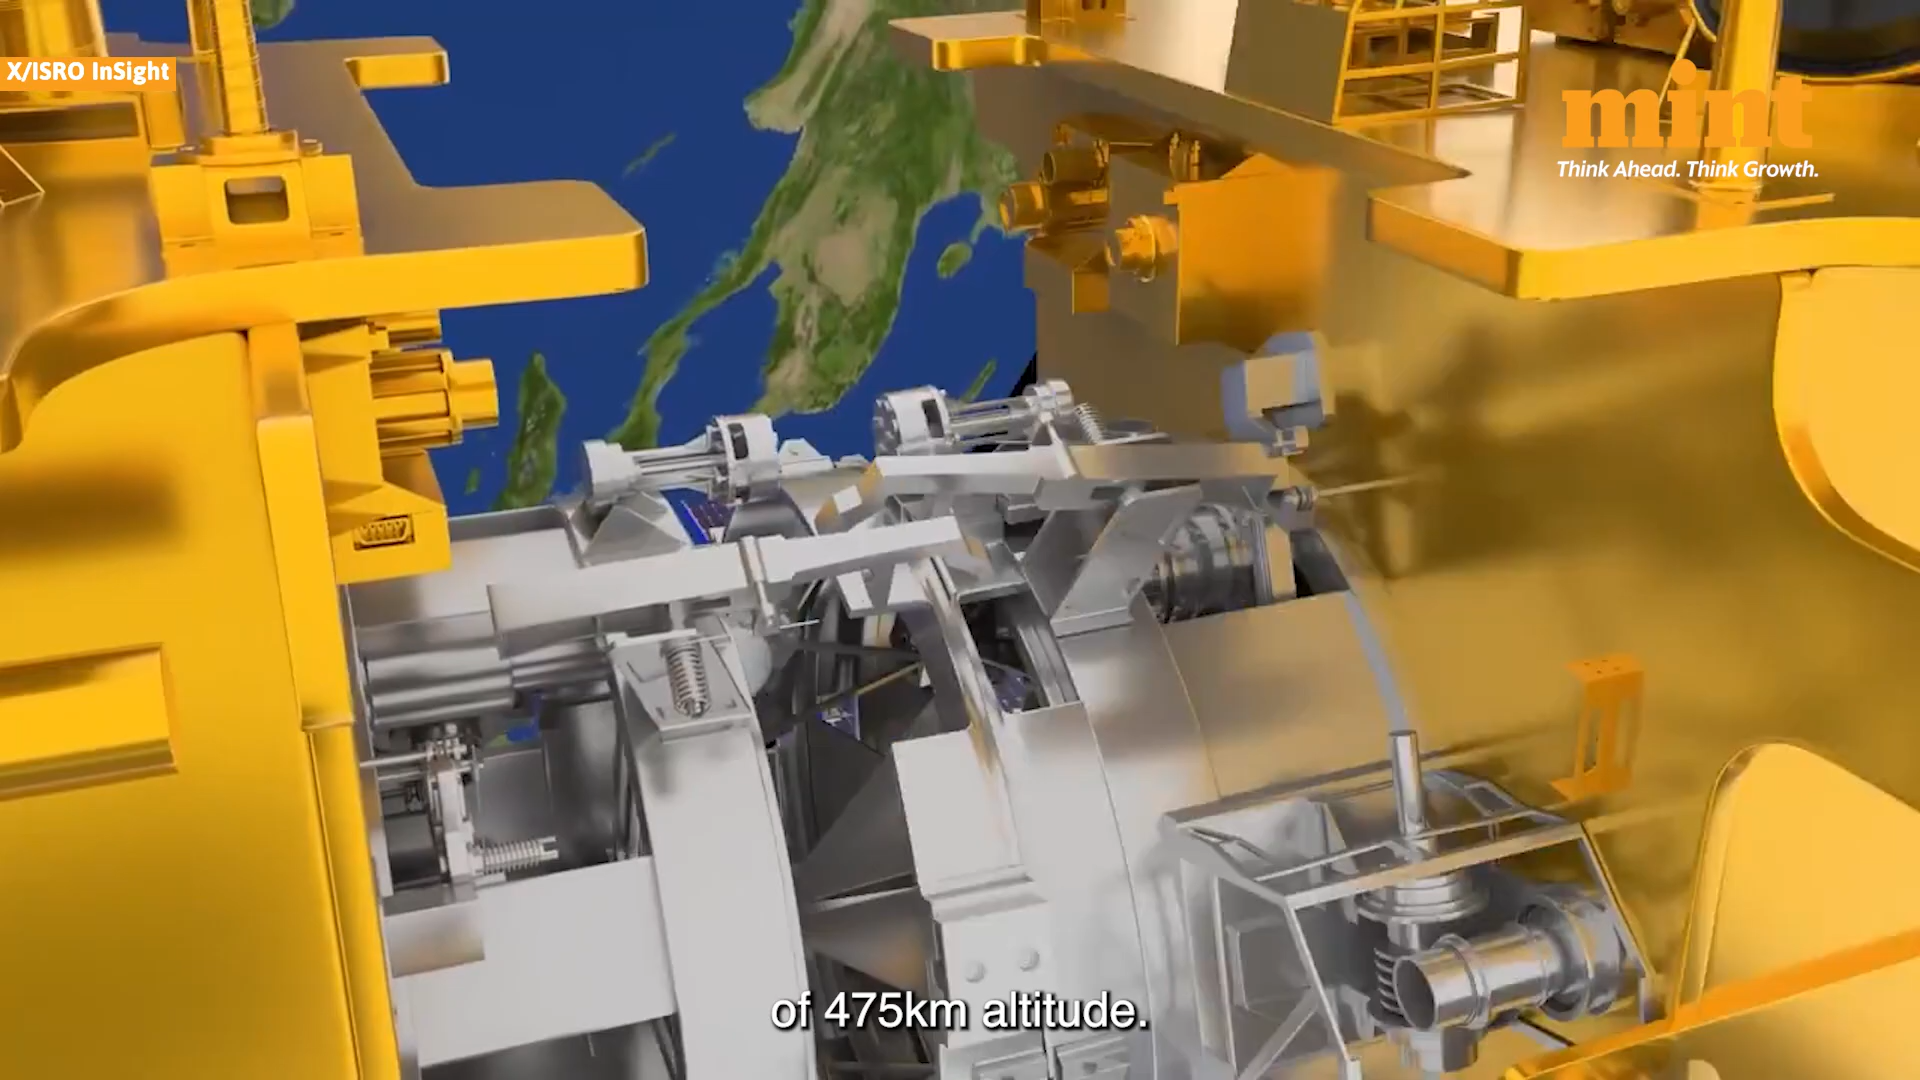 X/ISRO InSight
mint
Think Ahead. Think Growth.
of 475km altitude.